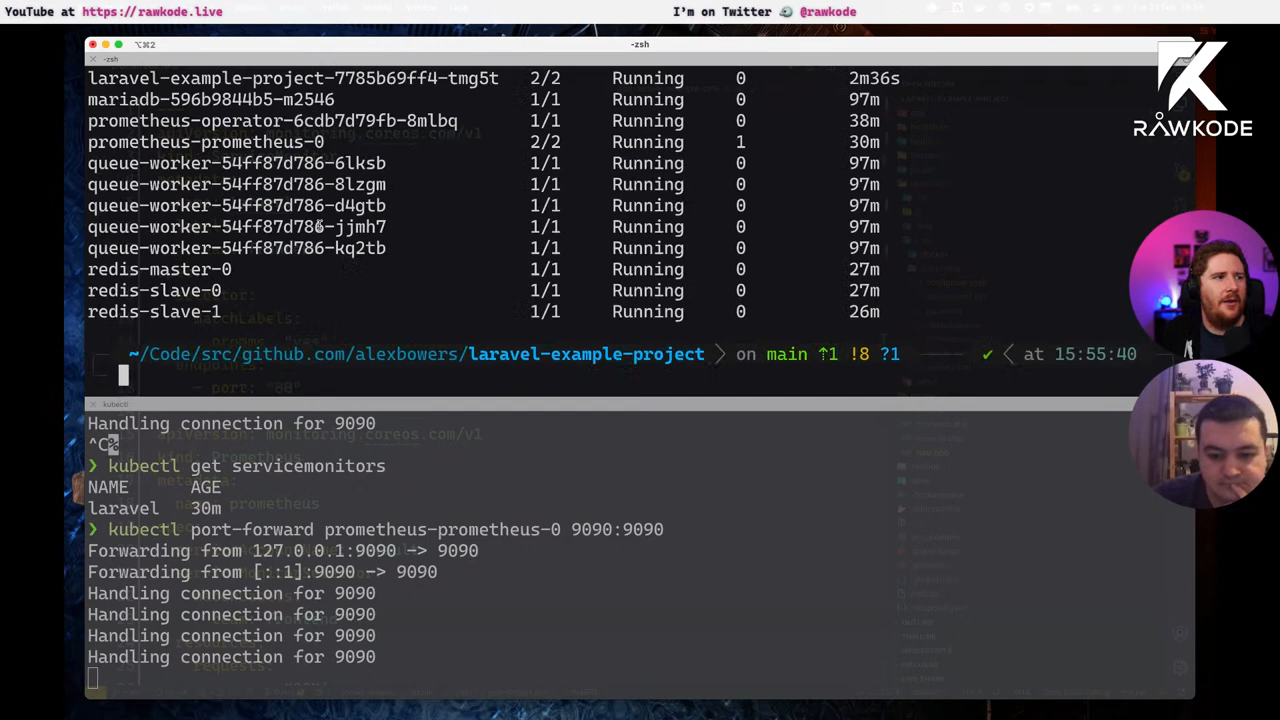 YouTube at https://rawkode.live
I'm on Twitter @rawkode
⌥⌘2
-zsh
-zsh
laravel-example-project-7785b69ff4-tmg5t 2/2 Running 0 2m36s
mariadb-596b9844b5-m2546 1/1 Running 0 97m
prometheus-operator-6cdb7d79fb-8mlbq 1/1 Running 0 38m
prometheus-prometheus-0 2/2 Running 1 30m
queue-worker-54ff87d786-6lksb 1/1 Running 0 97m
queue-worker-54ff87d786-8lzgm 1/1 Running 0 97m
queue-worker-54ff87d786-d4gtb 1/1 Running 0 97m
queue-worker-54ff87d786-jjmh7 1/1 Running 0 97m
queue-worker-54ff87d786-kq2tb 1/1 Running 0 97m
redis-master-0 1/1 Running 0 27m
redis-slave-0 1/1 Running 0 27m
redis-slave-1 1/1 Running 0 26m
~/Code/src/github.com/alexbowers/laravel-example-project on main ⇡1 !8 ?1 ✔ at 15:55:40
kubectl
Handling connection for 9090
^C%
❯ kubectl get servicemonitors
NAME AGE
laravel 30m
❯ kubectl port-forward prometheus-prometheus-0 9090:9090
Forwarding from 127.0.0.1:9090 -> 9090
Forwarding from [::1]:9090 -> 9090
Handling connection for 9090
Handling connection for 9090
Handling connection for 9090
Handling connection for 9090
RAWKODE